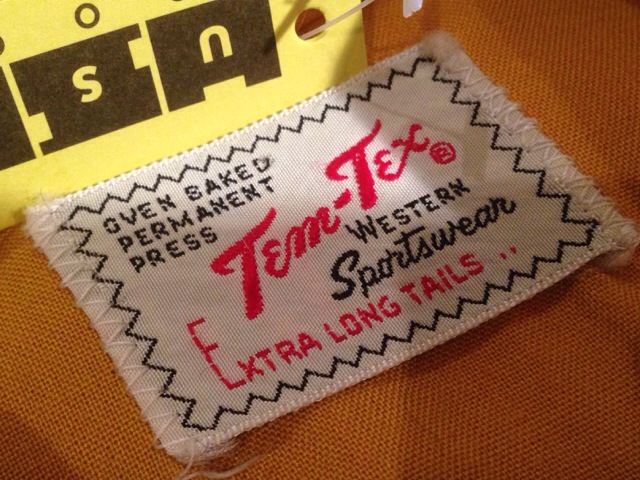 OVEN BAKED
PERMANENT
PRESS
Tem-Tex®
WESTERN
Sportswear
EXTRA LONG TAILS ..